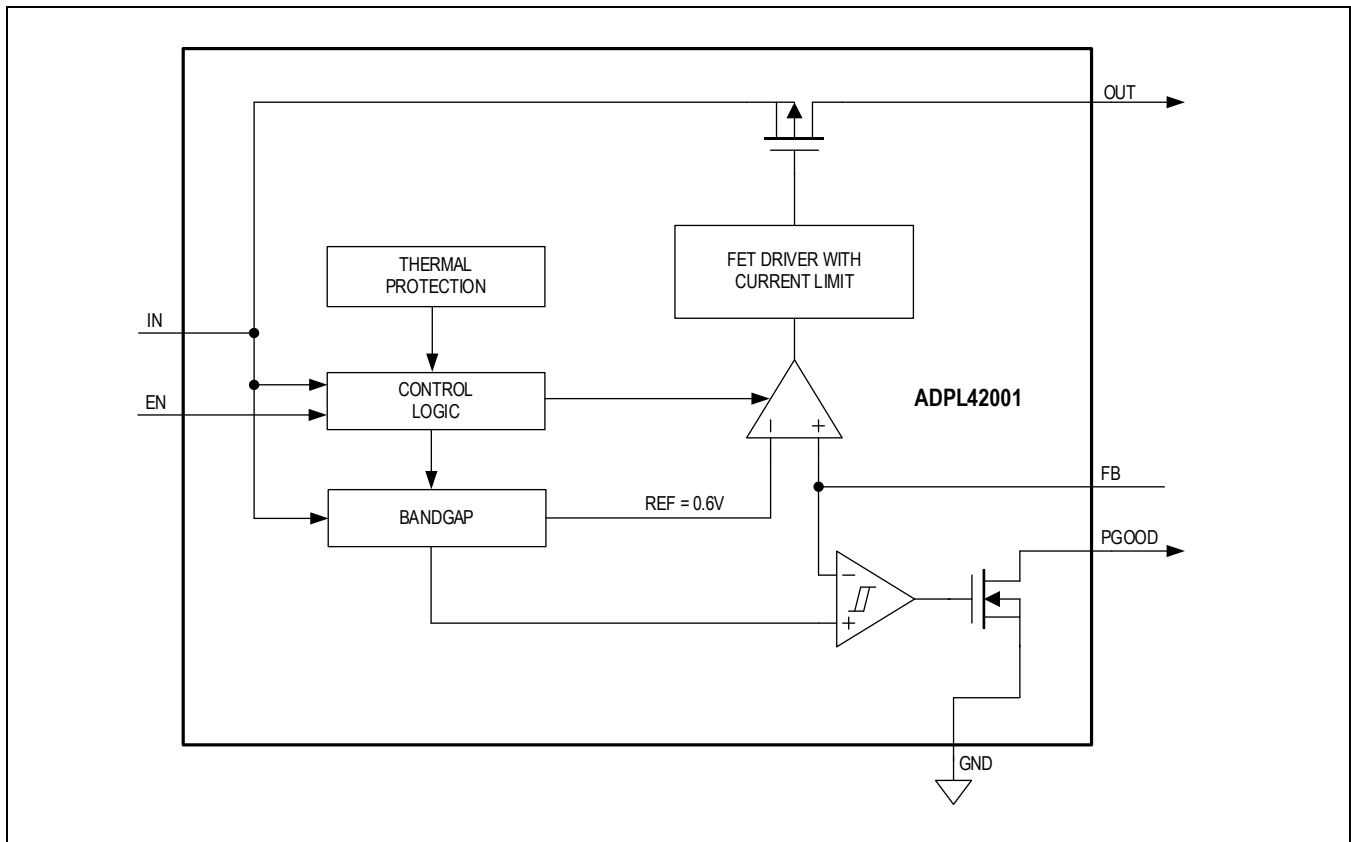 OUT
THERMAL
PROTECTION
FET DRIVER WITH
CURRENT LIMIT
IN
EN
CONTROL
LOGIC
ADPL42001
– +
FB
BANDGAP
REF = 0.6V
PGOOD
–
+
GND